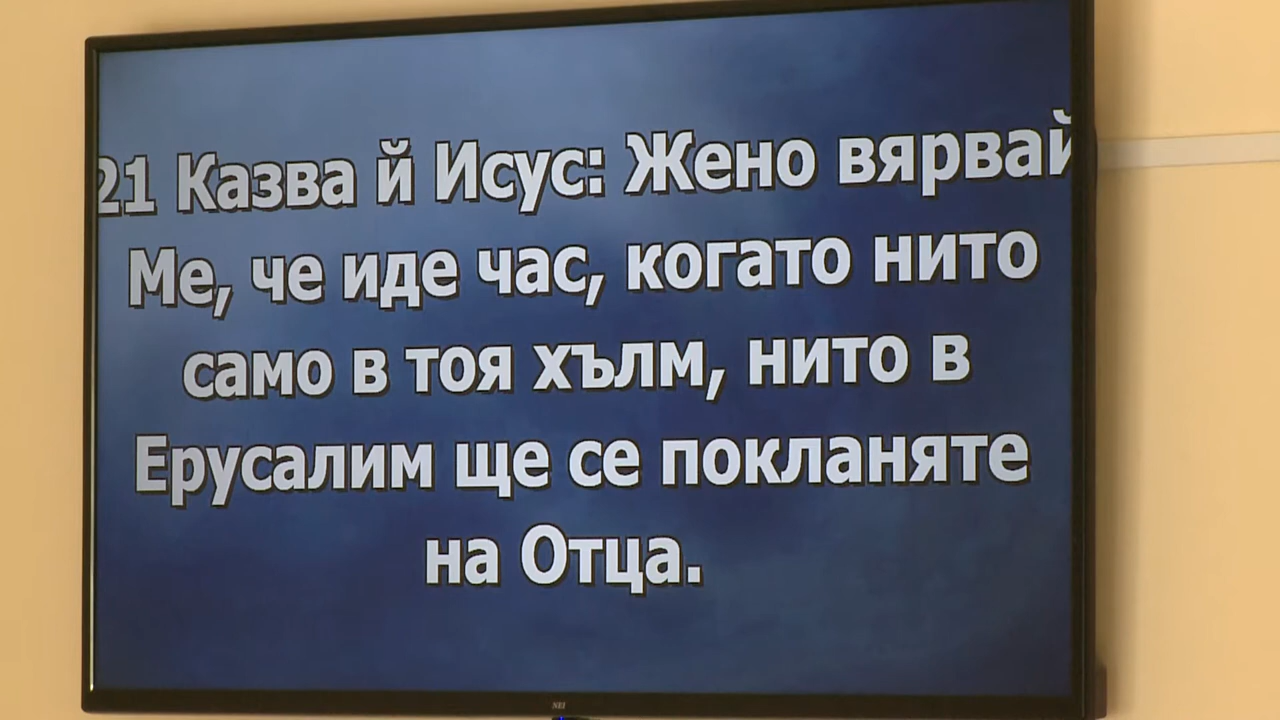 21 Казва й Исус: Жено вярвай
Ме, че иде час, когато нито
само в тоя хълм, нито в
Ерусалим ще се покланяте
на Отца.
NEI